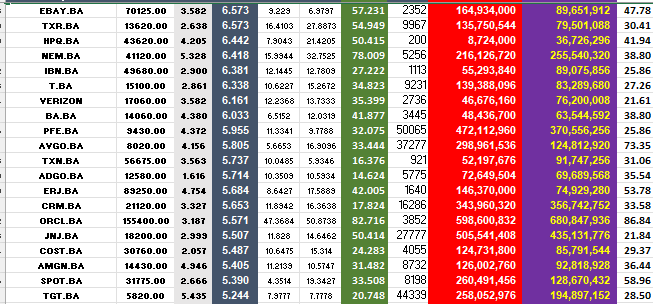 EBAY.BA 70125.00 3.582 6.573 9.229 6.9797 57.231 2352 164,934,000 89,651,912 47.78
TXR.BA 13620.00 2.638 6.573 16.4103 27.8873 54.949 9967 135,750,544 79,501,088 30.41
HPQ.BA 43620.00 4.205 6.442 7.9043 21.4205 50.415 200 8,724,000 36,726,296 41.94
NEM.BA 41120.00 5.328 6.418 15.9944 32.7525 78.009 5256 216,126,720 255,540,320 38.80
IBN.BA 49680.00 2.900 6.381 12.1445 12.7809 27.222 1113 55,293,840 89,075,856 25.86
T.BA 15100.00 2.861 6.338 10.6227 15.2672 34.823 9231 139,388,096 83,289,680 27.26
VERIZON 17060.00 3.582 6.161 12.2368 13.7333 35.399 2736 46,676,160 76,200,008 21.61
BA.BA 14060.00 4.380 6.033 6.5152 12.0319 41.877 3445 48,436,700 63,544,592 38.80
PFE.BA 9430.00 4.372 5.955 11.3341 9.7788 32.075 50065 472,112,960 370,556,256 25.86
AVGO.BA 8020.00 4.156 5.805 5.6653 16.9096 33.444 37277 298,961,536 124,812,920 73.35
TXN.BA 56675.00 3.563 5.737 10.0485 5.9346 16.376 921 52,197,676 91,747,256 31.06
ADGO.BA 12580.00 1.616 5.714 10.3509 10.5934 14.624 5775 72,649,504 69,689,568 35.54
ERJ.BA 89250.00 4.754 5.684 8.6427 17.5889 42.005 1640 146,370,000 74,929,280 53.78
CRM.BA 21120.00 3.327 5.653 18.8942 16.3638 17.824 16286 343,960,320 356,742,752 33.58
ORCL.BA 155400.00 3.187 5.571 47.3684 50.8738 82.716 3852 598,600,832 680,847,936 86.84
JNJ.BA 18200.00 2.999 5.507 11.828 14.6464 50.414 27777 505,541,408 435,131,776 21.84
COST.BA 30760.00 2.057 5.487 10.6475 15.314 24.283 4055 124,731,800 85,791,544 29.37
AMGN.BA 14430.00 4.946 5.405 11.2139 10.5747 31.482 8732 126,002,760 92,818,928 36.44
SPOT.BA 31775.00 2.666 5.390 4.3514 19.3427 33.508 8198 260,491,456 128,670,432 58.96
TGT.BA 5820.00 5.435 5.244 7.9777 7.7778 20.748 44339 258,052,976 194,897,152 28.50